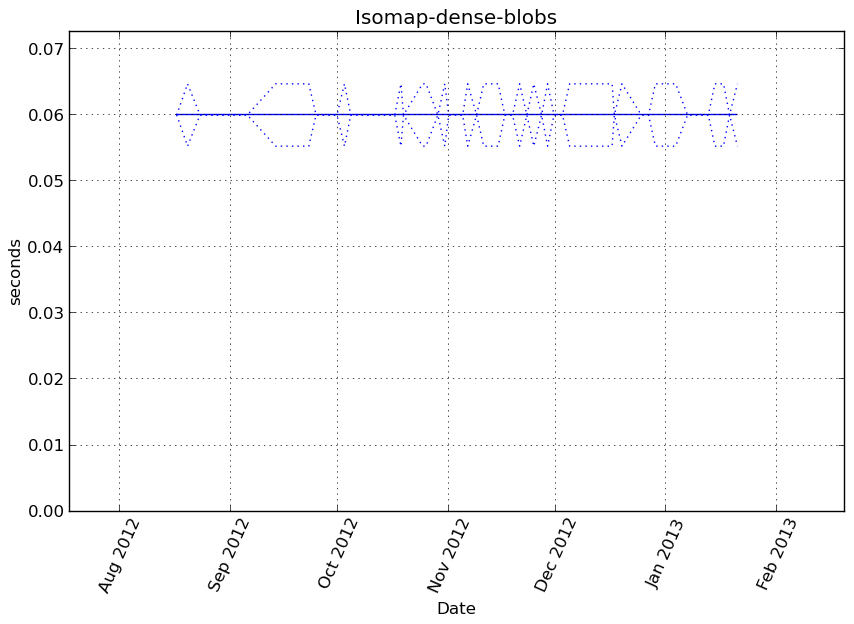 Isomap-dense-blobs
0.07
0.06
0.05
0.04
0.03
0.02
0.01
0.00
seconds
Aug 2012
Sep 2012
Oct 2012
Nov 2012
Dec 2012
Jan 2013
Feb 2013
Date